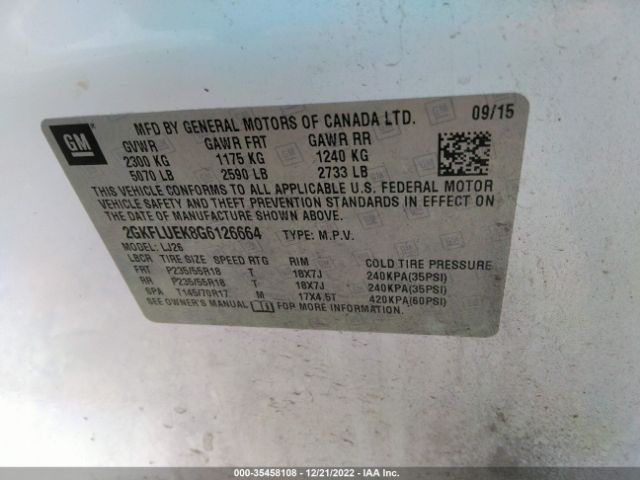 GM
MFD BY GENERAL MOTORS OF CANADA LTD. 09/15
GVWR GAWR FRT GAWR RR
2300 KG 1175 KG 1240 KG
5070 LB 2590 LB 2733 LB
THIS VEHICLE CONFORMS TO ALL APPLICABLE U.S. FEDERAL MOTOR
VEHICLE SAFETY AND THEFT PREVENTION STANDARDS IN EFFECT ON
THE DATE OF MANUFACTURE SHOWN ABOVE.
2GKFLUEK8G6126664 TYPE: M.P.V.
MODEL: LJ26
LBCR TIRE SIZE SPEED RTG RIM COLD TIRE PRESSURE
FRT P235/55R18 T 18X7J 240KPA(35PSI)
RR P235/55R18 T 18X7J 240KPA(35PSI)
SPA T145/70R17 M 17X4.5T 420KPA(60PSI)
SEE OWNER'S MANUAL FOR MORE INFORMATION.
000-35458108 - 12/21/2022 - IAA Inc.